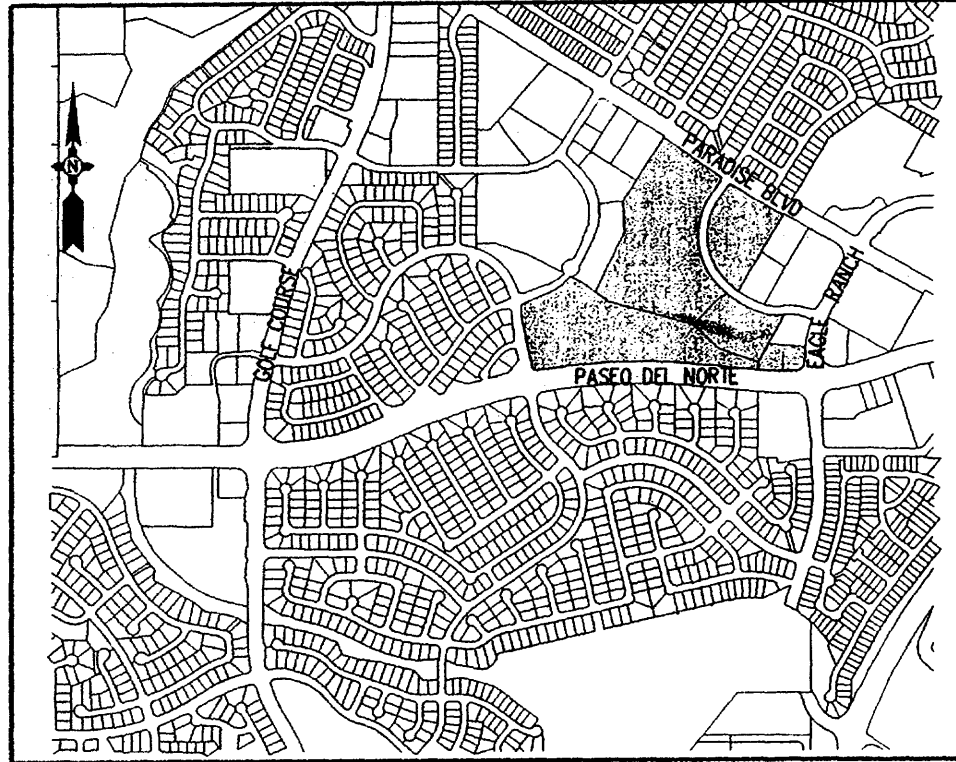 N
PARADISE BLVD
EAGLE RANCH
GOLF COURSE
PASEO DEL NORTE